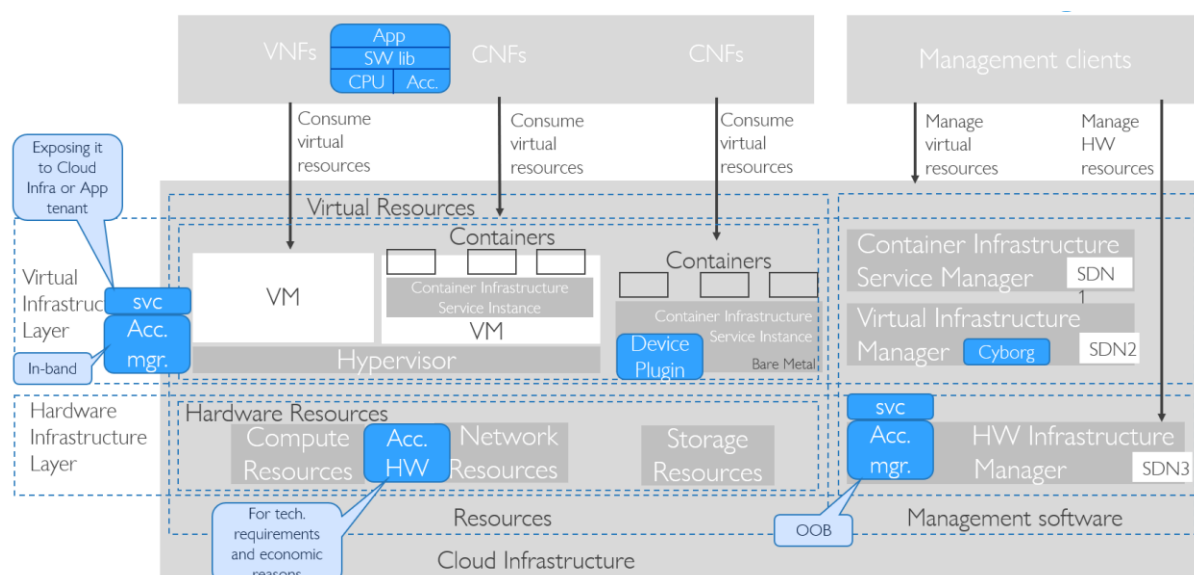 VNFs
App
SW lib
CPU
Acc.
CNFs
CNFs
Management clients
Consume
virtual
resources
Consume
virtual
resources
Consume
virtual
resources
Manage
virtual
resources
Manage
HW
resources
Exposing it
to Cloud
Infra or App
tenant
Virtual Resources
Virtual
Infrastruc
Layer
svc
Acc.
mgr.
In-band
VM
Containers
Container Infrastructure
Service Instance
VM
Hypervisor
Containers
Container Infrastructure
Service Instance
Device
Plugin
Bare Metal
Container Infrastructure
Service Manager
SDN
1
Virtual Infrastructure
Manager
Cyborg
SDN2
Hardware
Infrastructure
Layer
Hardware Resources
Compute
Resources
Acc.
HW
Network
Resources
Storage
Resources
svc
Acc.
mgr.
HW Infrastructure
Manager
SDN3
For tech.
requirements
and economic
reasons
Resources
OOB
Management software
Cloud Infrastructure